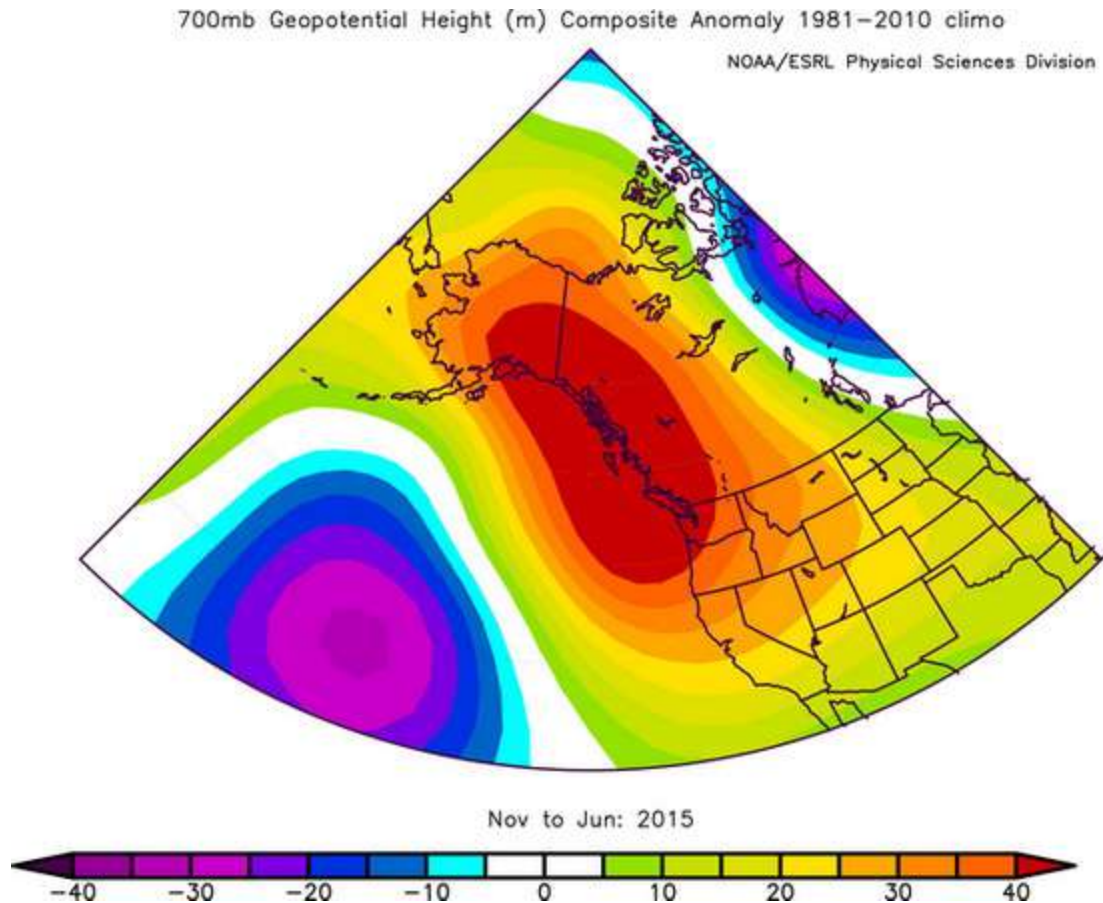 700mb Geopotential Height (m) Composite Anomaly 1981−2010 climo
NOAA/ESRL Physical Sciences Division
Nov to Jun: 2015
−40 −30 −20 −10 0 10 20 30 40